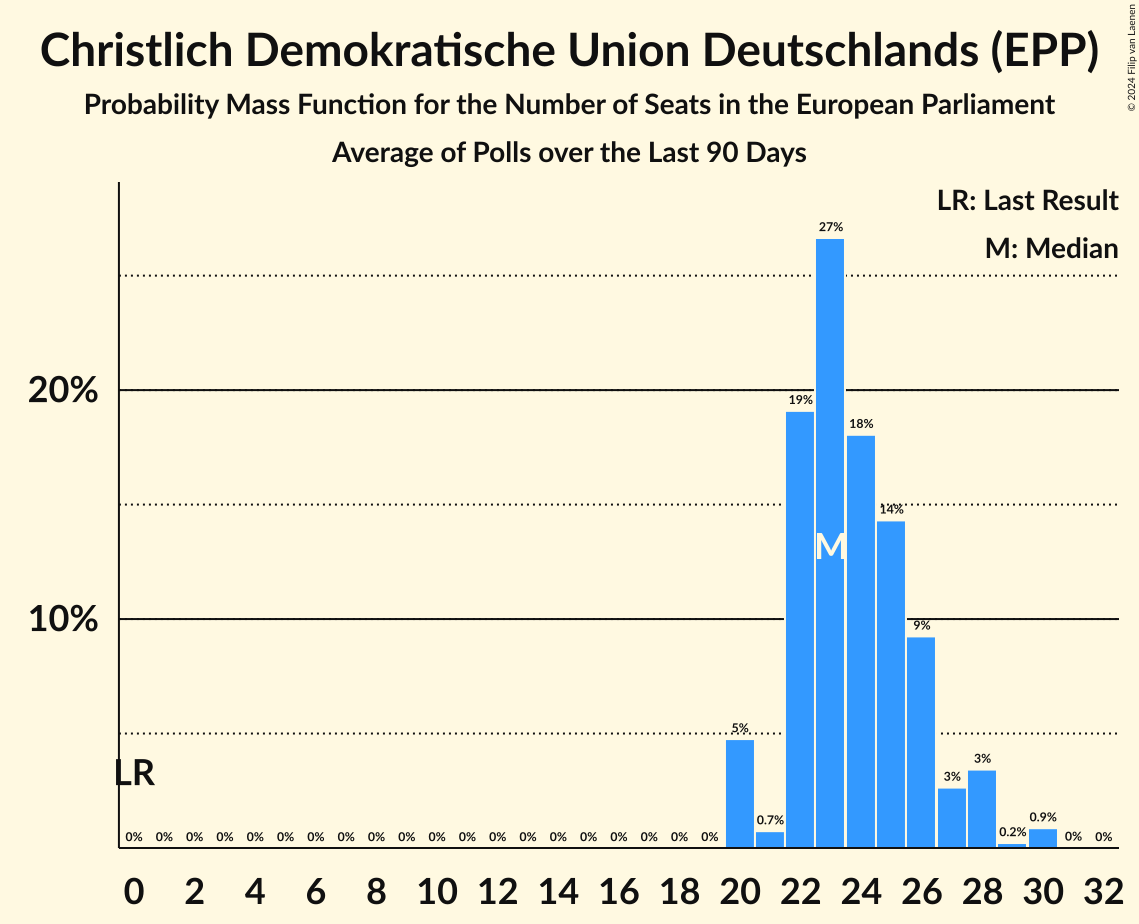 Christlich Demokratische Union Deutschlands (EPP)
Probability Mass Function for the Number of Seats in the European Parliament
Average of Polls over the Last 90 Days
© 2024 Filip van Laenen
LR: Last Result
M: Median
27%
20%
19%
18%
14%
M
10%
9%
5%
3%
3%
LR
0% 0% 0% 0% 0% 0% 0% 0% 0% 0% 0% 0% 0% 0% 0% 0% 0% 0% 0% 0% 0.7% 0.2% 0.9% 0% 0%
0 2 4 6 8 10 12 14 16 18 20 22 24 26 28 30 32